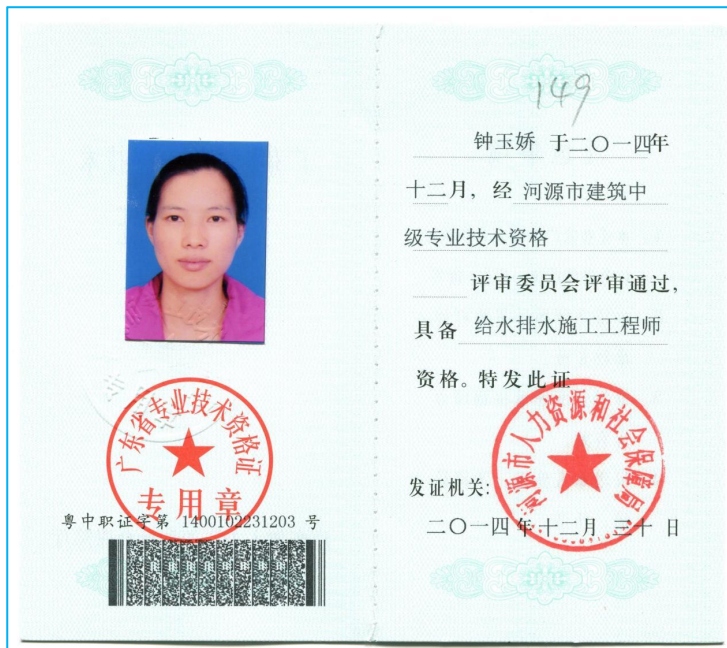 广东省专业技术资格证
专用章
粤中职证字第 1400102231203 号
149
钟玉娇 于二〇一四年
十二月，经 河源市建筑中
级专业技术资格
评审委员会评审通过，
具备 给水排水施工工程师
资格。特发此证
河源市人力资源和社会保障局
发证机关：
二〇一四年十二月 三十 日